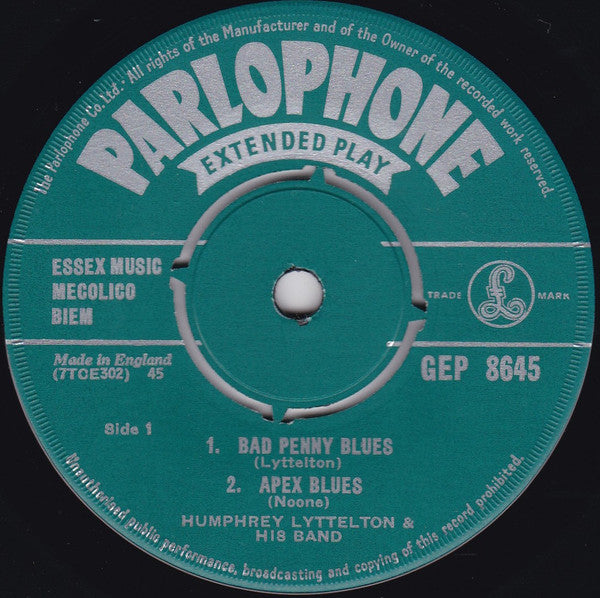 the Parlophone Co. Ltd. All rights of the Manufacturer and of the Owner of the recorded work reserved.
PARLOPHONE
EXTENDED PLAY
ESSEX MUSIC
MECOLICO
BIEM
TRADE £ MARK
Made in England
(7TCE302) 45
GEP 8645
Side 1
1. BAD PENNY BLUES
(Lyttelton)
2. APEX BLUES
(Noone)
HUMPHREY LYTTELTON &
HIS BAND
Unauthorised public performance, broadcasting and copying of this record prohibited.